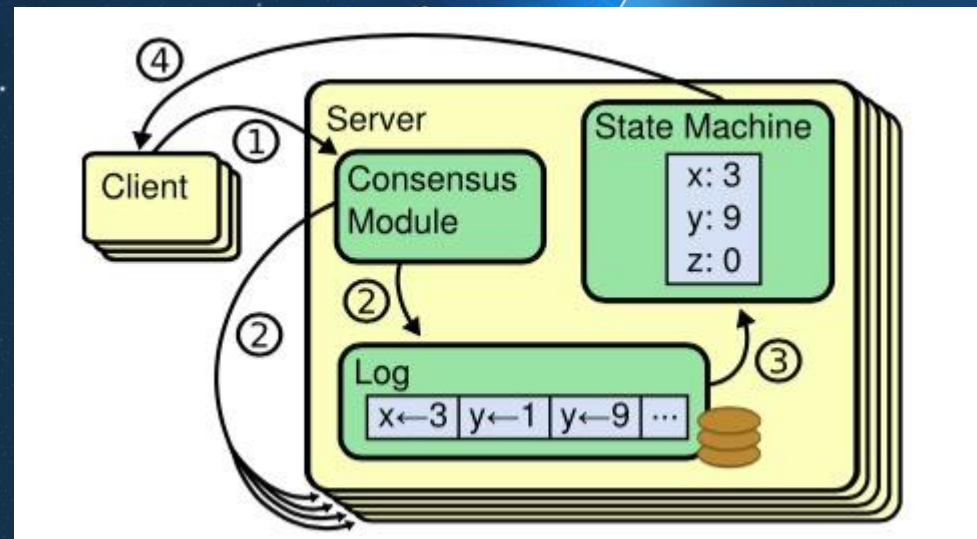 ④
①
Server
State Machine
Client
Consensus
Module
x: 3
y: 9
z: 0
②
②
③
Log
x←3 y←1 y←9 ...